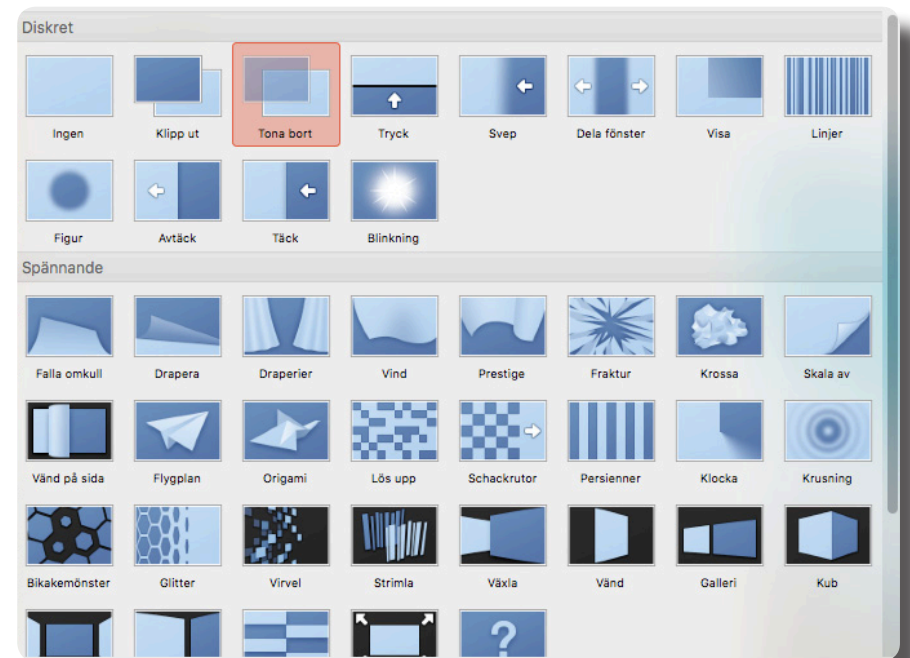 Diskret
Ingen Klipp ut Tona bort Tryck Svep Dela fönster Visa Linjer
Figur Avtäck Täck Blinkning
Spännande
Falla omkull Drapera Draperier Vind Prestige Fraktur Krossa Skala av
Vänd på sida Flygplan Origami Lös upp Schackrutor Persienner Klocka Krusning
Bikakemönster Glitter Virvel Strimla Växla Vänd Galleri Kub
?